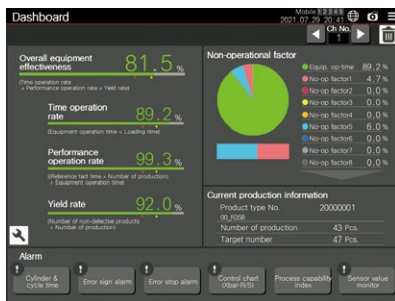 Dashboard
Mobile 1 2 3 4 5 6
2021.07.29 20:41
Ch No.
1
Overall equipment effectiveness
81.5 %
(Time operation rate
÷ Performance operation rate ÷ Yield rate)
Time operation rate
89.2 %
(Equipment operation time ÷ Loading time)
Performance operation rate
99.3 %
(Reference tact time × Number of production)
÷ Equipment operation time)
Yield rate
92.0 %
(Number of non-defective products
÷ Number of production)
Non-operational factor
Equip. op-time 89.2 %
No-op factor1 4.7 %
No-op factor2 0.0 %
No-op factor3 0.0 %
No-op factor4 0.0 %
No-op factor5 6.0 %
No-op factor6 0.0 %
No-op factor7 0.0 %
No-op factor8 0.0 %
Current production information
Product type No. 20000001
00_R35B
Number of production 43 Pcs.
Target number 47 Pcs.
Alarm
Cylinder & cycle time
Error sign alarm
Error stop alarm
Control chart (Xbar-R/S)
Process capability index
Sensor value monitor